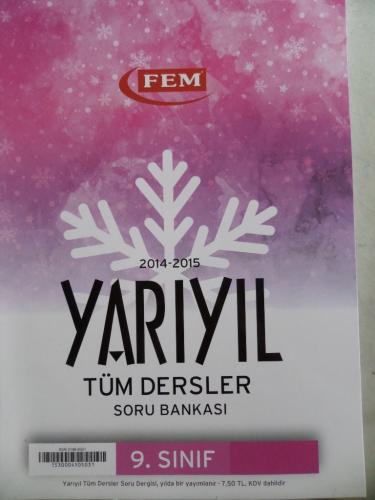 FEM
2014-2015
YARIYIL
TÜM DERSLER
SORU BANKASI
9. SINIF
Yarıyıl Tüm Dersler Soru Dergisi, yılda bir yayımlanır - 7,50 TL. KDV dahildir